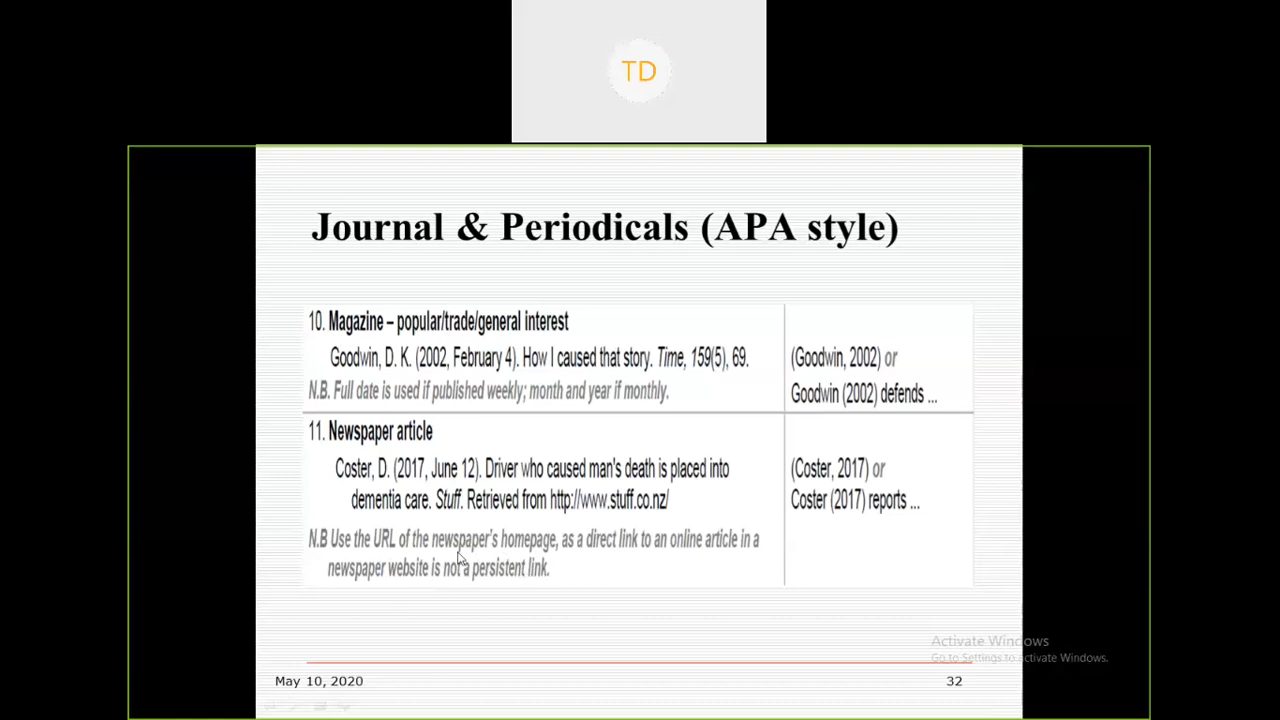 TD
Journal & Periodicals (APA style)
10. Magazine – popular/trade/general interest
Goodwin, D. K. (2002, February 4). How I caused that story. Time, 159(5), 69.
(Goodwin, 2002) or
N.B. Full date is used if published weekly; month and year if monthly.
Goodwin (2002) defends ...
11. Newspaper article
Coster, D. (2017, June 12). Driver who caused man's death is placed into
(Coster, 2017) or
dementia care. Stuff. Retrieved from http://www.stuff.co.nz/
Coster (2017) reports ...
N.B Use the URL of the newspaper's homepage, as a direct link to an online article in a
newspaper website is not a persistent link.
Activate Windows
Go to Settings to activate Windows.
May 10, 2020
32